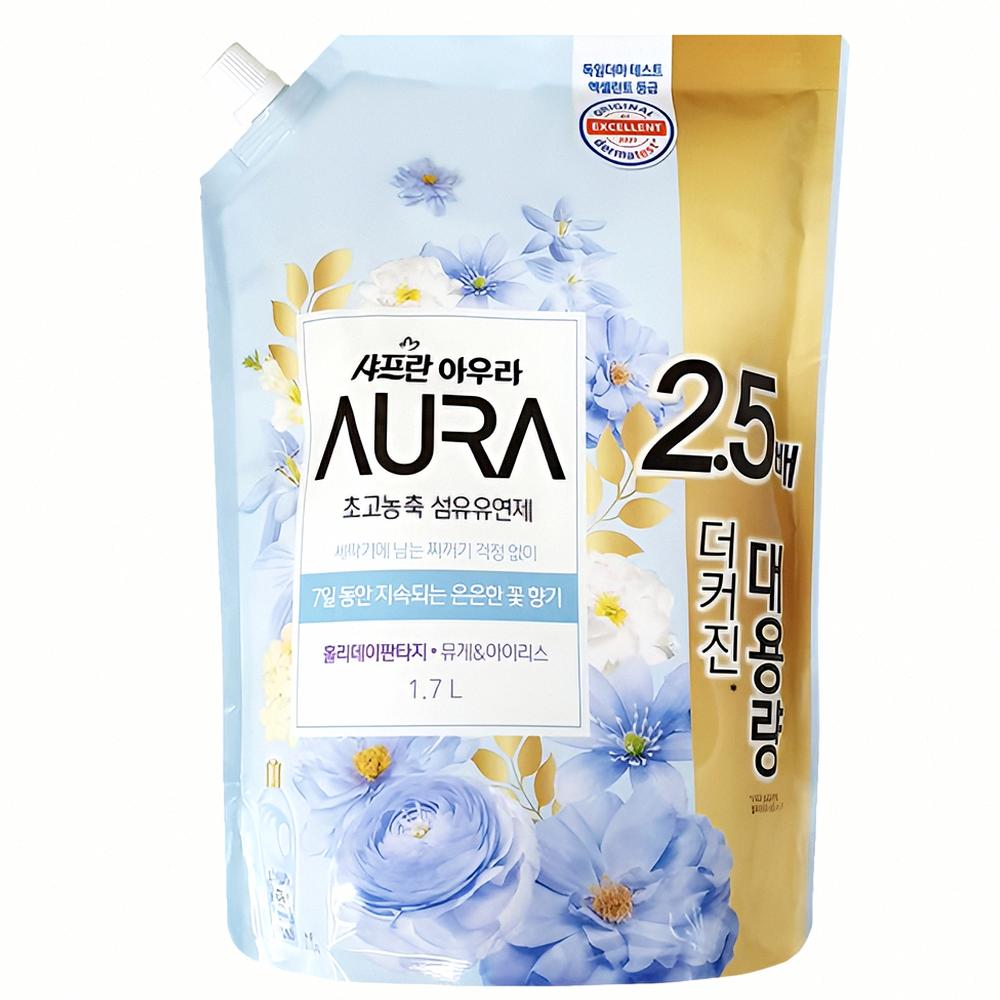 독일더마 테스트
엑셀런트 등급
ORIGINAL
EXCELLENT
dermatest
샤프란 아우라
AURA
초고농축 섬유유연제
세탁기에 남는 찌꺼기 걱정 없이
7일 동안 지속되는 은은한 꽃 향기
홀리데이판타지 • 뮤게&아이리스
1.7 L
2.5배
더커진
대용량